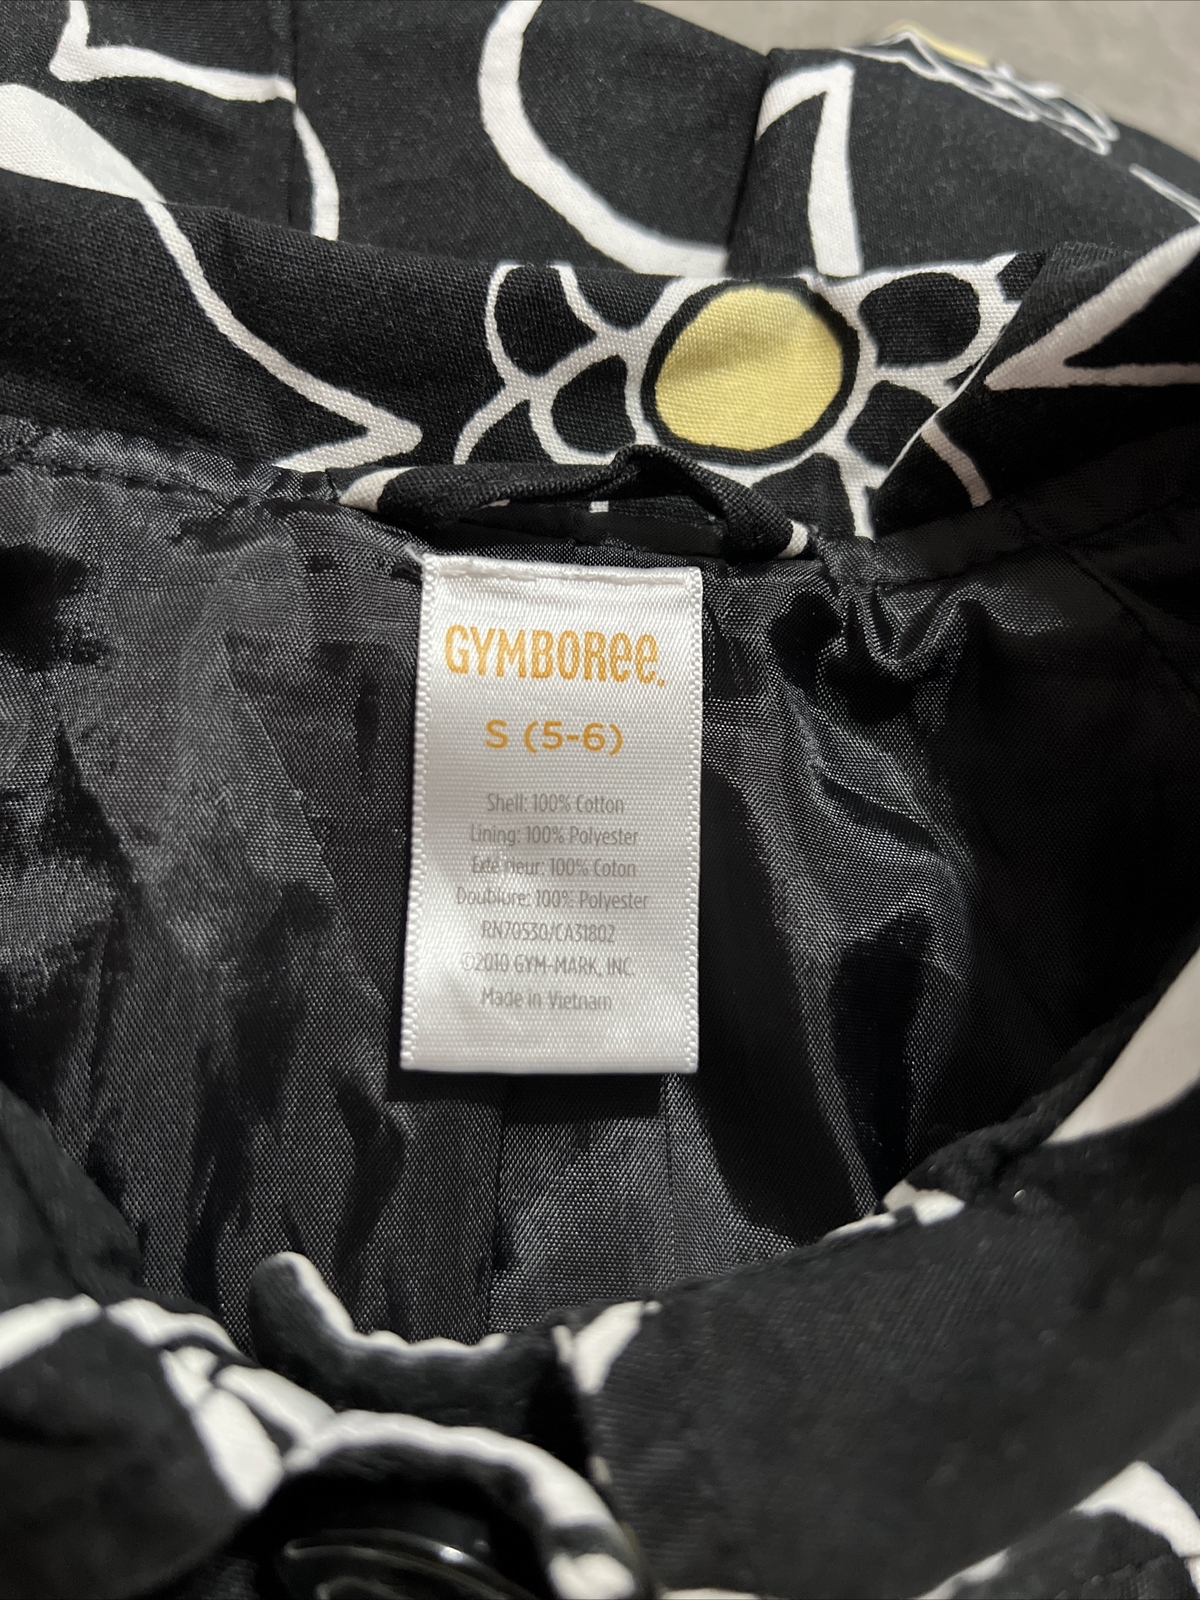 GYMBORee.
S (5-6)
Shell: 100% Cotton
Lining: 100% Polyester
Extérieur: 100% Coton
Doublure: 100% Polyester
RN70530/CA31802
©2010 GYM-MARK, INC.
Made in Vietnam